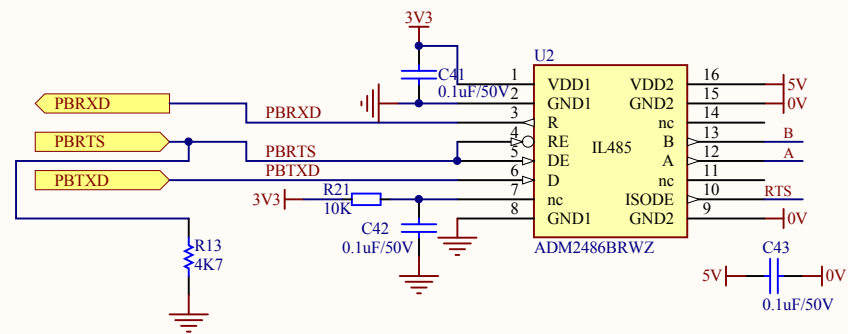 3V3
U2
C41
0.1uF/50V
1 VDD1 VDD2 16 5V
2 GND1 GND2 15 0V
PBRXD PBRXD 3 R nc 14
PBRTS 4 RE B 13 B
PBRTS 5 DE IL485 A 12 A
PBTXD PBTXD 6 D nc 11
3V3 R21 7 nc ISODE 10 RTS
10K
8 GND1 GND2 9 0V
C42
0.1uF/50V
ADM2486BRWZ
R13
4K7
C43
5V 0V
0.1uF/50V